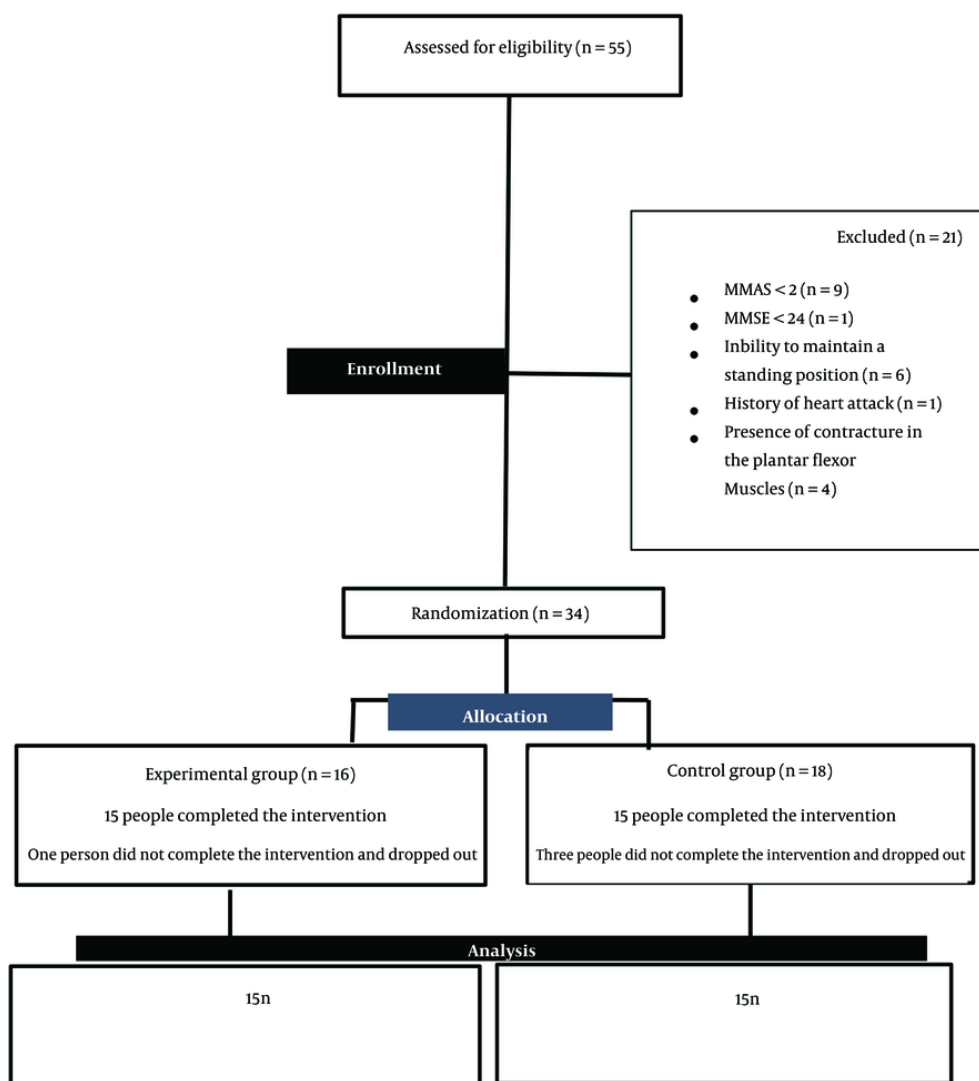 Assessed for eligibility (n = 55)
Excluded (n = 21)
● MMAS < 2 (n = 9)
● MMSE < 24 (n = 1)
● Inbility to maintain a
standing position (n = 6)
● History of heart attack (n = 1)
● Presence of contracture in
the plantar flexor
Muscles (n = 4)
Enrollment
Randomization (n = 34)
Allocation
Experimental group (n = 16)
15 people completed the intervention
One person did not complete the intervention and dropped out
Control group (n = 18)
15 people completed the intervention
Three people did not complete the intervention and dropped out
Analysis
15n
15n